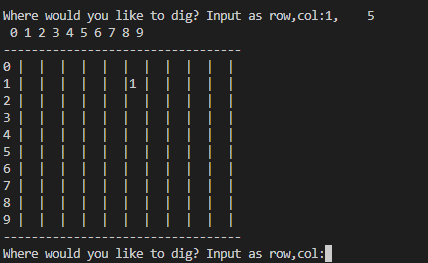 Where would you like to dig? Input as row,col:1,    5
 0 1 2 3 4 5 6 7 8 9
----------------------------------
0 |  |  |  |  |  |  |  |  |  |  |
1 |  |  |  |  |  |1 |  |  |  |  |
2 |  |  |  |  |  |  |  |  |  |  |
3 |  |  |  |  |  |  |  |  |  |  |
4 |  |  |  |  |  |  |  |  |  |  |
5 |  |  |  |  |  |  |  |  |  |  |
6 |  |  |  |  |  |  |  |  |  |  |
7 |  |  |  |  |  |  |  |  |  |  |
8 |  |  |  |  |  |  |  |  |  |  |
9 |  |  |  |  |  |  |  |  |  |  |
----------------------------------
Where would you like to dig? Input as row,col: